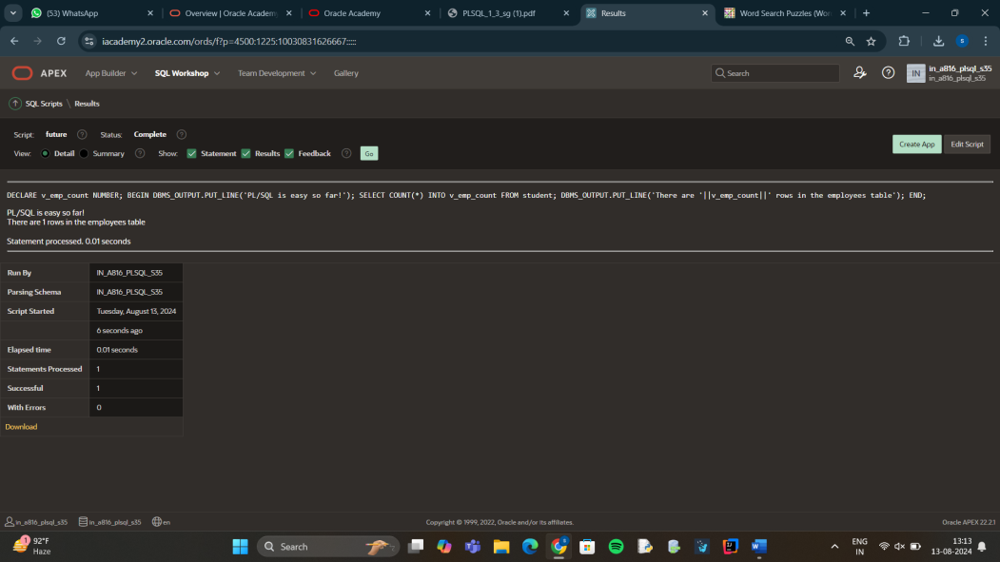 (53) WhatsApp
Overview | Oracle Academ
Oracle Academy
PLSQL_1_3_sg (1).pdf
Results
Word Search Puzzles (Wor
iacademy2.oracle.com/ords/f?p=4500:1225:10030831626667:::::
S
APEX App Builder SQL Workshop Team Development Gallery
Search
IN
in_a816_plsql_s35
in_a816_plsql_s35
SQL Scripts \ Results
Script: future Status: Complete
View: Detail Summary Show: Statement Results Feedback Go
Create App Edit Script
DECLARE v_emp_count NUMBER; BEGIN DBMS_OUTPUT.PUT_LINE('PL/SQL is easy so far!'); SELECT COUNT(*) INTO v_emp_count FROM student; DBMS_OUTPUT.PUT_LINE('There are '||v_emp_count||' rows in the employees table'); END;
PL/SQL is easy so far!
There are 1 rows in the employees table
Statement processed. 0.01 seconds
Run By IN_A816_PLSQL_S35
Parsing Schema IN_A816_PLSQL_S35
Script Started Tuesday, August 13, 2024
6 seconds ago
Elapsed time 0.01 seconds
Statements Processed 1
Successful 1
With Errors 0
Download
in_a816_plsql_s35 in_a816_plsql_s35 en
Copyright © 1999, 2022, Oracle and/or its affiliates.
Oracle APEX 22.2.1
1
92°F
Haze
Search
ENG
IN
13:13
13-08-2024